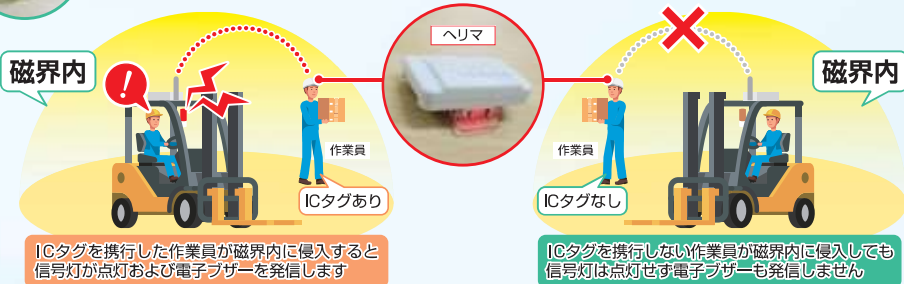 ヘリマ
磁界内
磁界内
!
作業員
作業員
ICタグあり
ICタグなし
ICタグを携行した作業員が磁界内に侵入すると
信号灯が点灯および電子ブザーを発信します
ICタグを携行しない作業員が磁界内に侵入しても
信号灯は点灯せず電子ブザーも発信しません